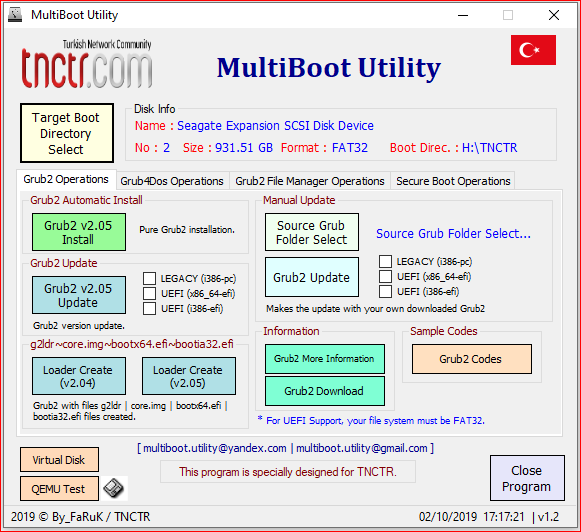 MultiBoot Utility
Turkish Network Community
tnctr.com
MultiBoot Utility
Target Boot
Directory
Select
Disk Info
Name : Seagate Expansion SCSI Disk Device
No : 2 Size : 931.51 GB Format : FAT32 Boot Direc. : H:\TNCTR
Grub2 Operations Grub4Dos Operations Grub2 File Manager Operations Secure Boot Operations
Grub2 Automatic Install
Grub2 v2.05
Install
Pure Grub2 installation.
Grub2 Update
Grub2 v2.05
Update
LEGACY (i386-pc)
UEFI (x86_64-efi)
UEFI (i386-efi)
Grub2 version update.
g2ldr~core.img~bootx64.efi~bootia32.efi
Loader Create
(v2.04)
Loader Create
(v2.05)
Grub2 with files g2ldr | core.img | bootx64.efi |
bootia32.efi files created.
Manual Update
Source Grub
Folder Select
Source Grub Folder Select...
Grub2 Update
LEGACY (i386-pc)
UEFI (x86_64-efi)
UEFI (i386-efi)
Makes the update with your own downloaded Grub2
Information
Grub2 More Information
Grub2 Download
Sample Codes
Grub2 Codes
* For UEFI Support, your file system must be FAT32.
Virtual Disk
QEMU Test
[ multiboot.utility@yandex.com | multiboot.utility@gmail.com ]
This program is specially designed for TNCTR.
Close
Program
2019 © By_FaRuK / TNCTR
02/10/2019 17:17:21 | v1.2